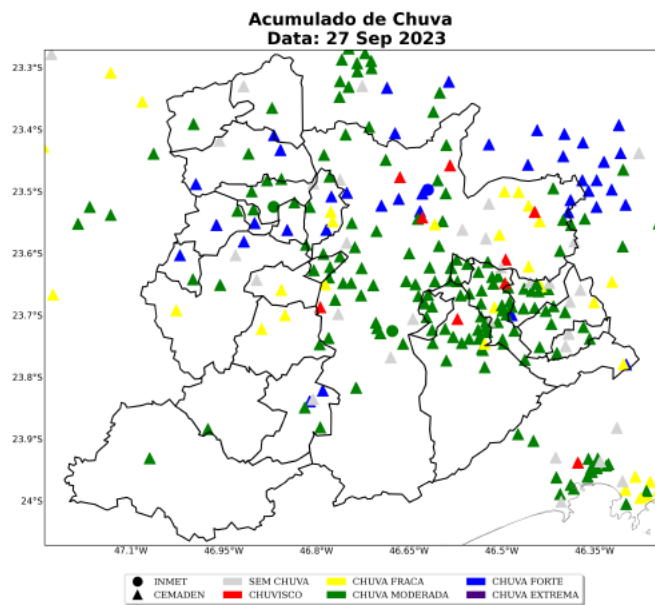 Acumulado de Chuva
Data: 27 Sep 2023
23.3°S
23.4°S
23.5°S
23.6°S
23.7°S
23.8°S
23.9°S
24°S
47.1°W 46.95°W 46.8°W 46.65°W 46.5°W 46.35°W
INMET SEM CHUVA CHUVA FRACA CHUVA FORTE
CEMADEN CHUVISCO CHUVA MODERADA CHUVA EXTREMA